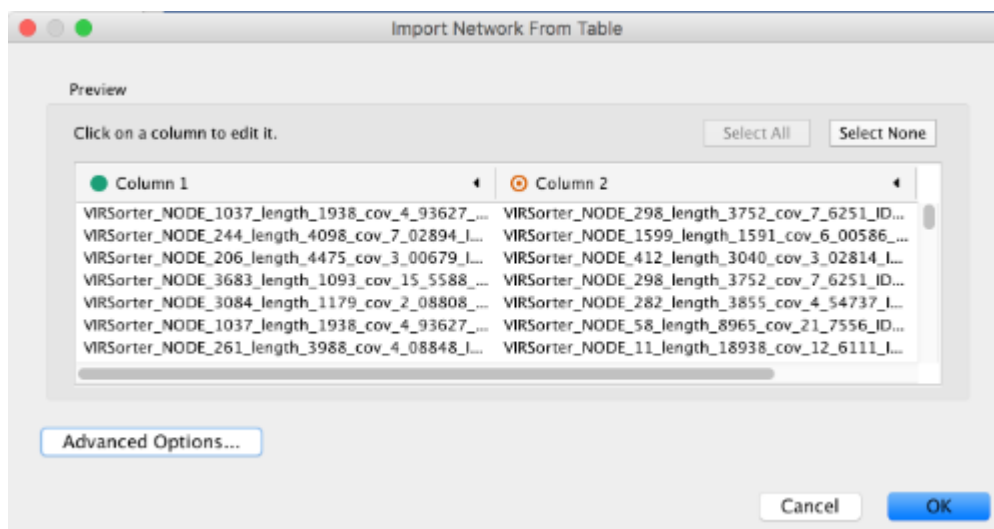 Import Network From Table
Preview
Click on a column to edit it.
Select All
Select None
Column 1
Column 2
VIRSorter_NODE_1037_length_1938_cov_4_93627_... VIRSorter_NODE_298_length_3752_cov_7_6251_ID...
VIRSorter_NODE_244_length_4098_cov_7_02894_I... VIRSorter_NODE_1599_length_1591_cov_6_00586_...
VIRSorter_NODE_206_length_4475_cov_3_00679_I... VIRSorter_NODE_412_length_3040_cov_3_02814_I...
VIRSorter_NODE_3683_length_1093_cov_15_5588_... VIRSorter_NODE_298_length_3752_cov_7_6251_ID...
VIRSorter_NODE_3084_length_1179_cov_2_08808_... VIRSorter_NODE_282_length_3855_cov_4_54737_I...
VIRSorter_NODE_1037_length_1938_cov_4_93627_... VIRSorter_NODE_58_length_8965_cov_21_7556_ID...
VIRSorter_NODE_261_length_3988_cov_4_08848_I... VIRSorter_NODE_11_length_18938_cov_12_6111_I...
Advanced Options...
Cancel
OK